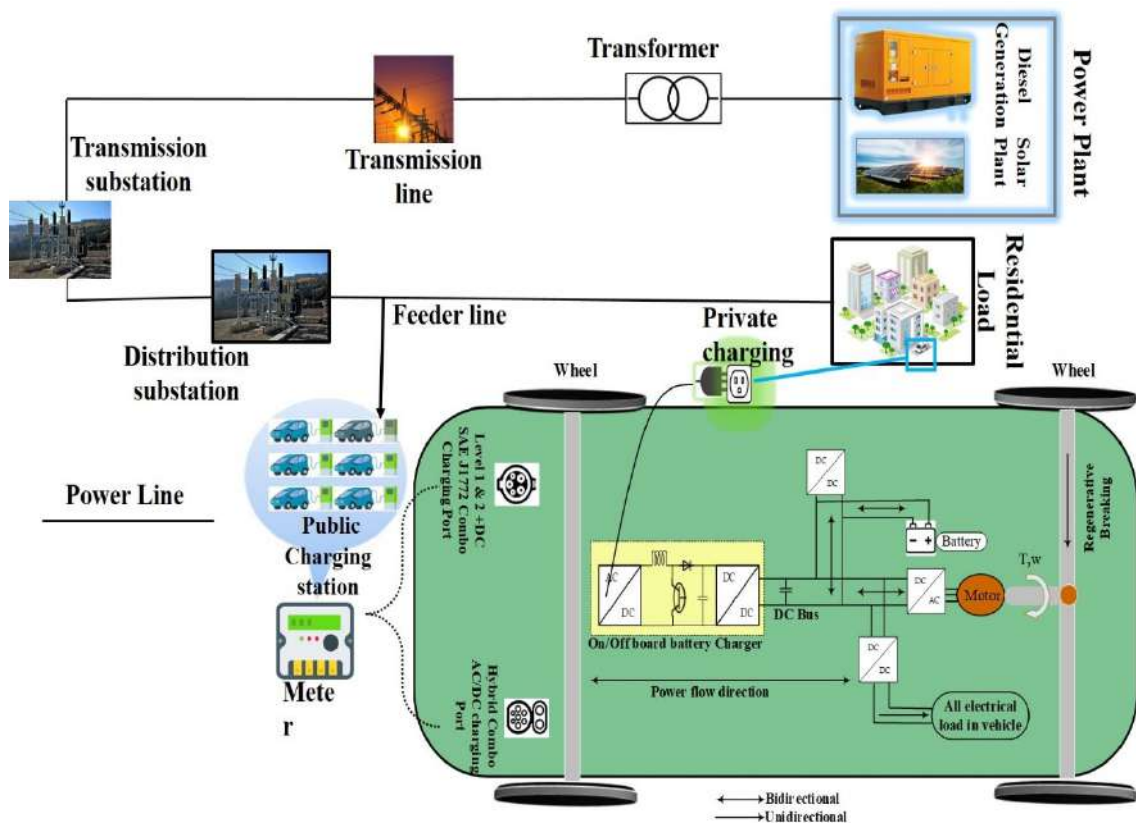 Transformer
Diesel
Generation
Solar
Plant
Power Plant
Transmission
substation
Transmission
line
Residential
Load
Feeder line
Private
charging
Distribution
substation
Wheel
Wheel
Level 1 & 2 +DC
SAE J1772 Combo
Charging Port
Power Line
Public
Charging
station
DC
DC
Regenerative
Breaking
- +
Battery
T,w
AC
DC
DC
DC
DC
AC
Motor
DC Bus
On/Off board battery Charger
DC
DC
Mete
r
Hybrid Combo
AC/DC charging
Port
Power flow direction
All electrical
load in vehicle
Bidirectional
Unidirectional